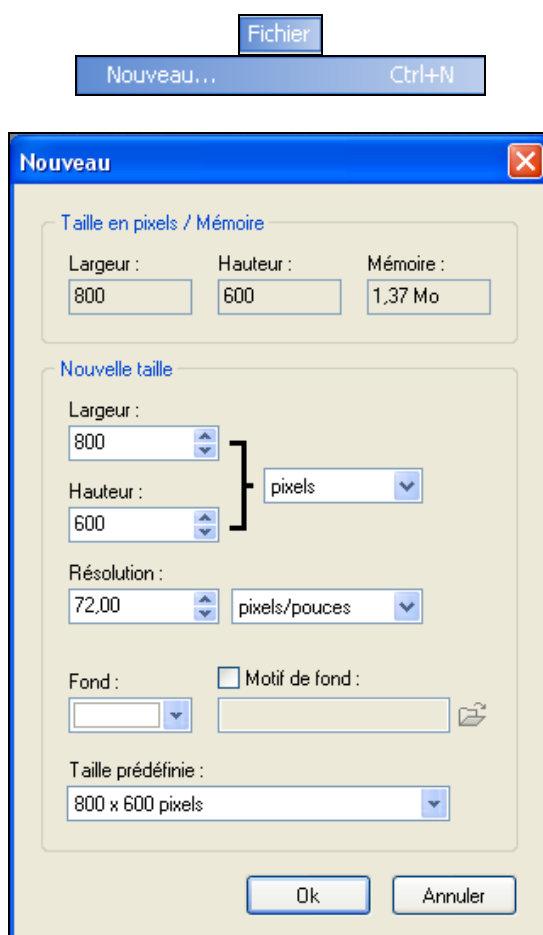 Fichier
Nouveau... Ctrl+N
Nouveau
Taille en pixels / Mémoire
Largeur : Hauteur : Mémoire :
800 600 1,37 Mo
Nouvelle taille
Largeur :
800
pixels
Hauteur :
600
Résolution :
72,00 pixels/pouces
Fond : Motif de fond :
Taille prédéfinie :
800 x 600 pixels
Ok Annuler